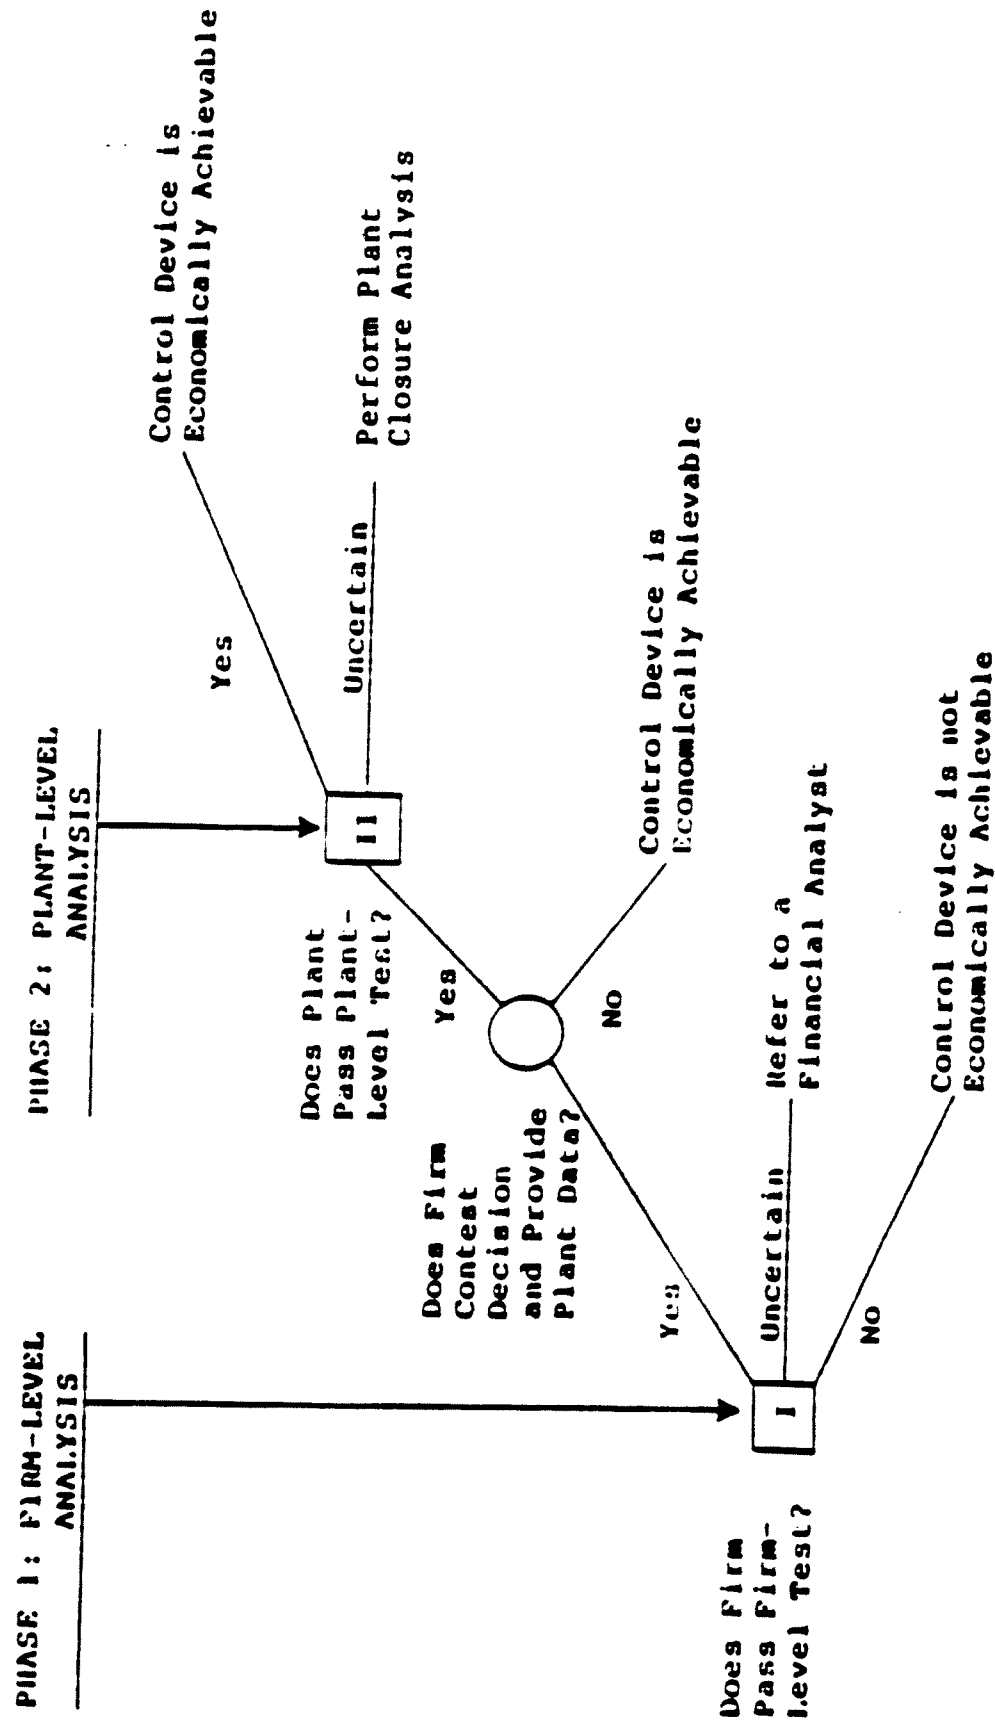 PHASE 1: FIRM-LEVEL
ANALYSIS
PHASE 2: PLANT-LEVEL
ANALYSIS
Does Firm
Pass Firm-
Level Test?
I
Yes
Uncertain
No
Does Firm
Contest
Decision
and Provide
Plant Data?
Refer to a
Financial Analyst
Control Device is not
Economically Achievable
Yes
No
Does Plant
Pass Plant-
Level Test?
II
Control Device is
Economically Achievable
Yes
Uncertain
Control Device is
Economically Achievable
Perform Plant
Closure Analysis